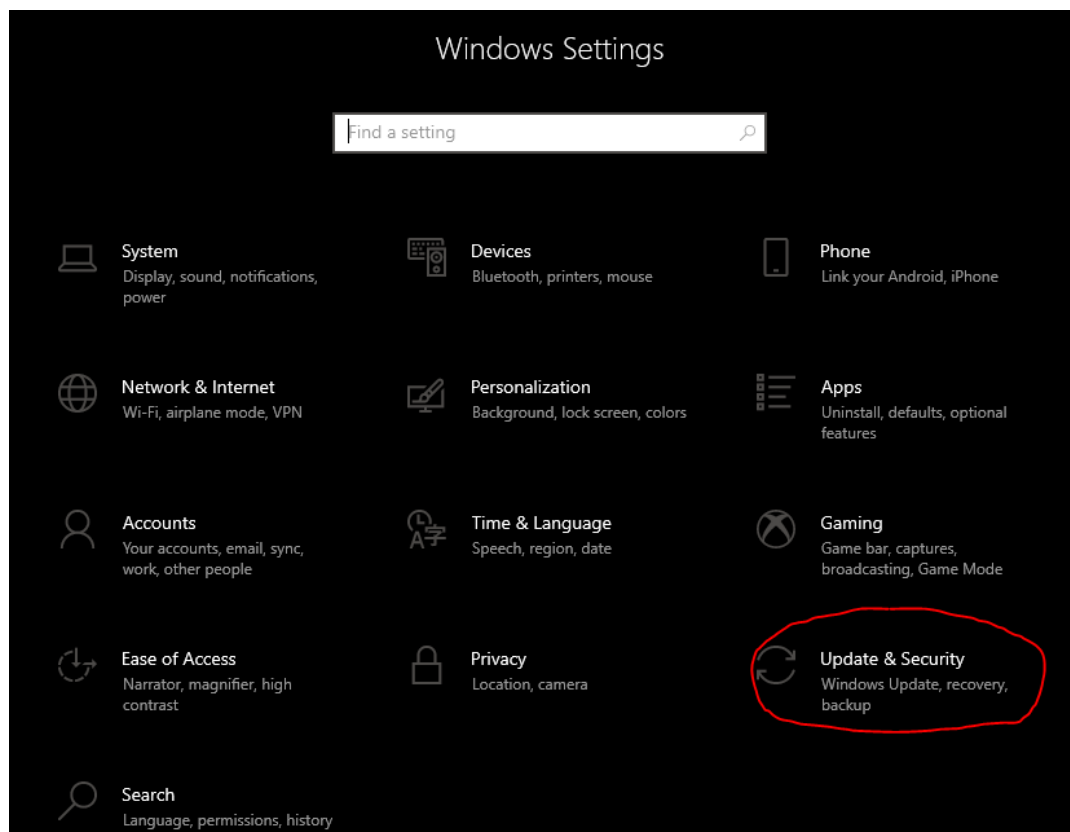 Windows Settings
Find a setting
System
Display, sound, notifications,
power
Devices
Bluetooth, printers, mouse
Phone
Link your Android, iPhone
Network & Internet
Wi-Fi, airplane mode, VPN
Personalization
Background, lock screen, colors
Apps
Uninstall, defaults, optional
features
Accounts
Your accounts, email, sync,
work, other people
Time & Language
Speech, region, date
Gaming
Game bar, captures,
broadcasting, Game Mode
Ease of Access
Narrator, magnifier, high
contrast
Privacy
Location, camera
Update & Security
Windows Update, recovery,
backup
Search
Language, permissions, history